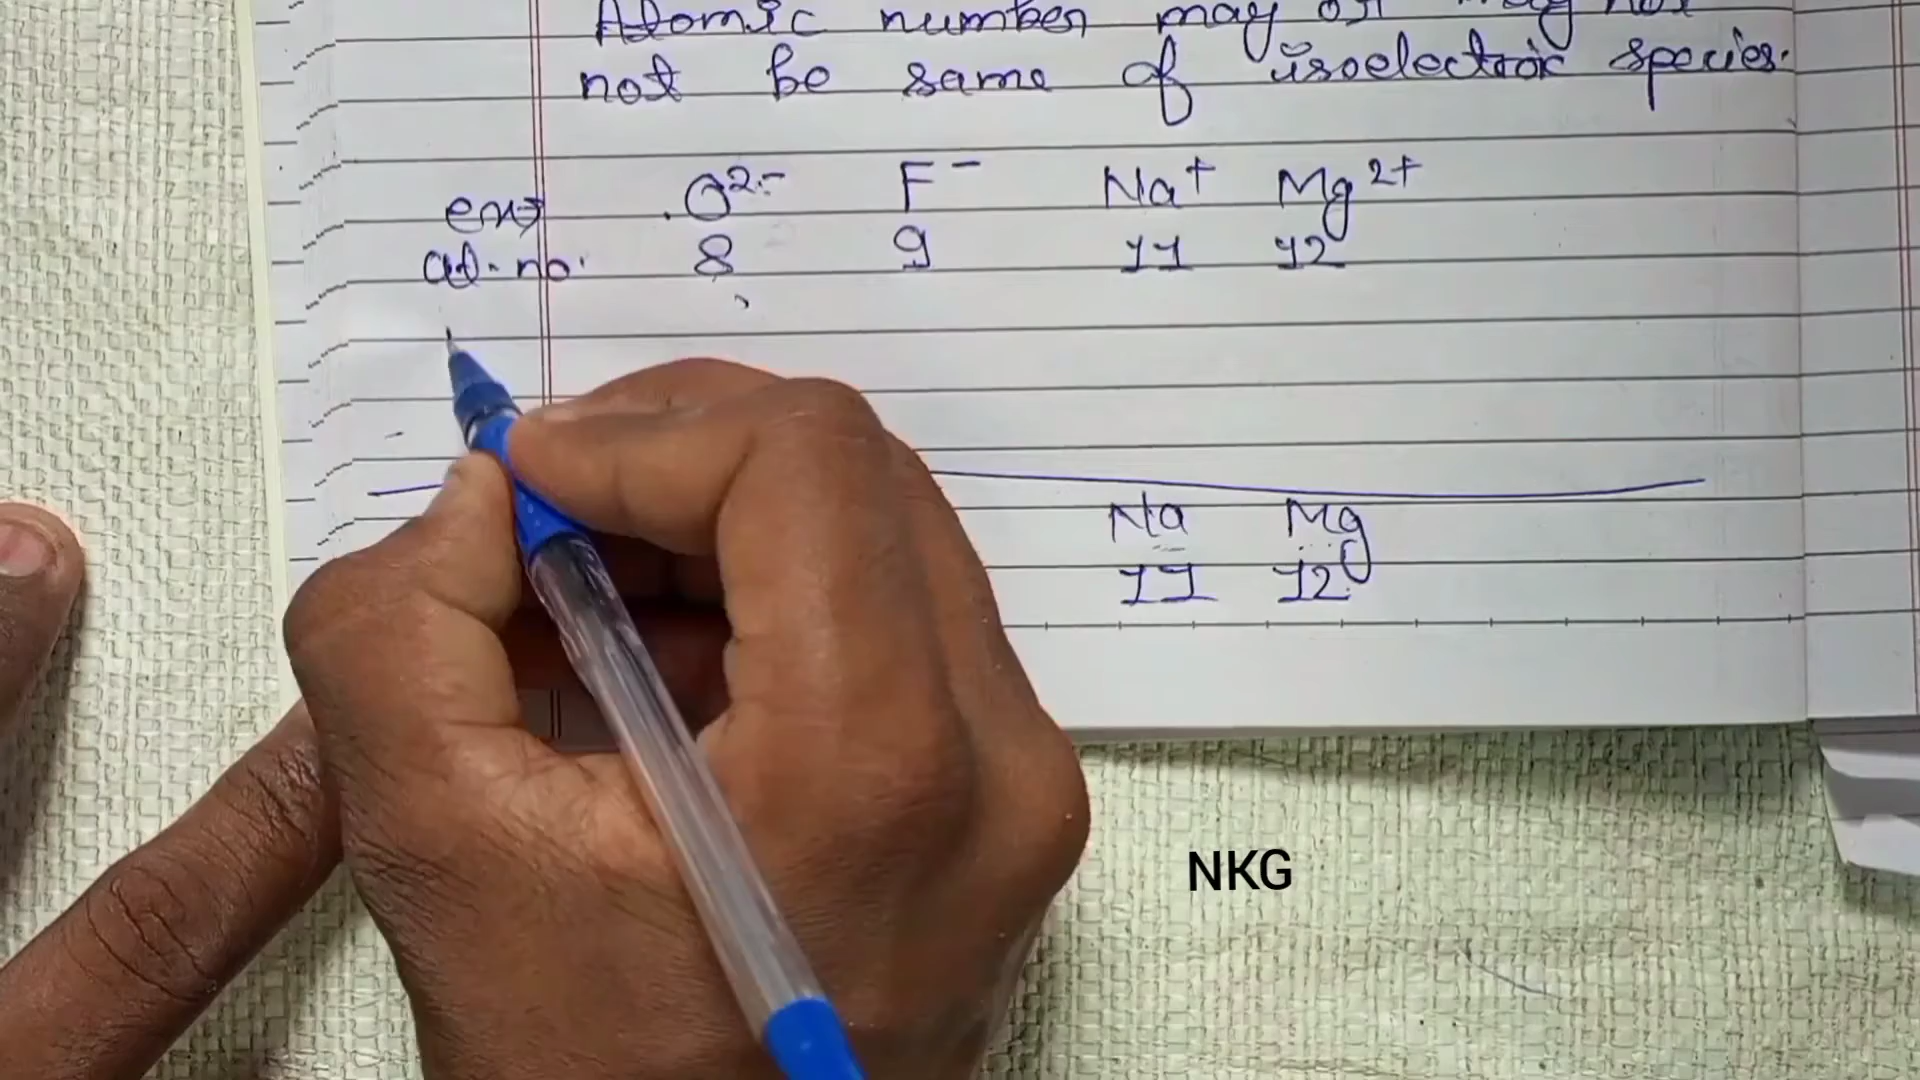 Atomic number may or may not
not be same of isoelectroic species.
ex→ O²⁻ F⁻ Na⁺ Mg²⁺
at. no. 8 9 11 12
Na Mg
11 12
NKG